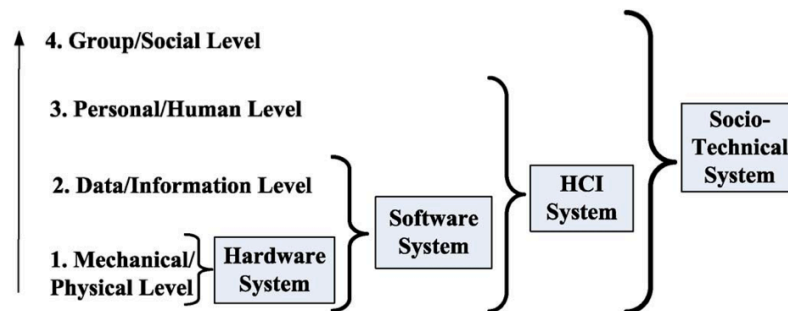 4. Group/Social Level
3. Personal/Human Level
2. Data/Information Level
1. Mechanical/
Physical Level
Hardware
System
Software
System
HCI
System
Socio-
Technical
System